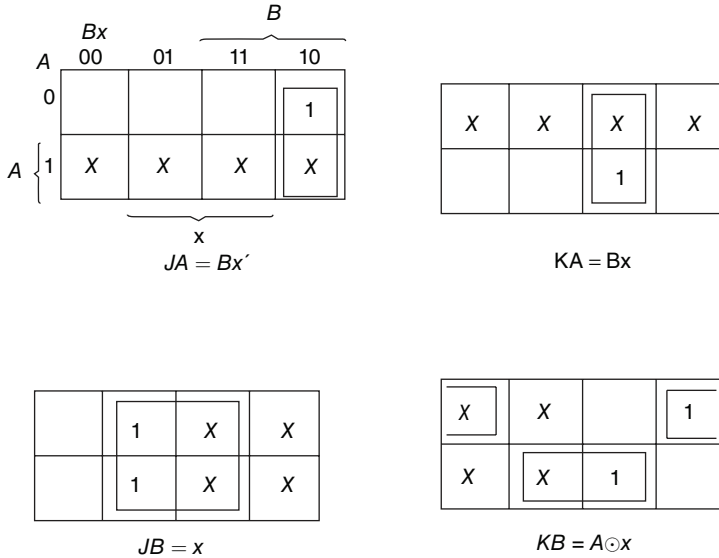 B
Bx
A 00 01 11 10
0 1
A 1 X X X X
x
JA = Bx´
X X X X
1
KA = Bx
1 X X
1 X X
JB = x
X X 1
X X 1
KB = A⊙x